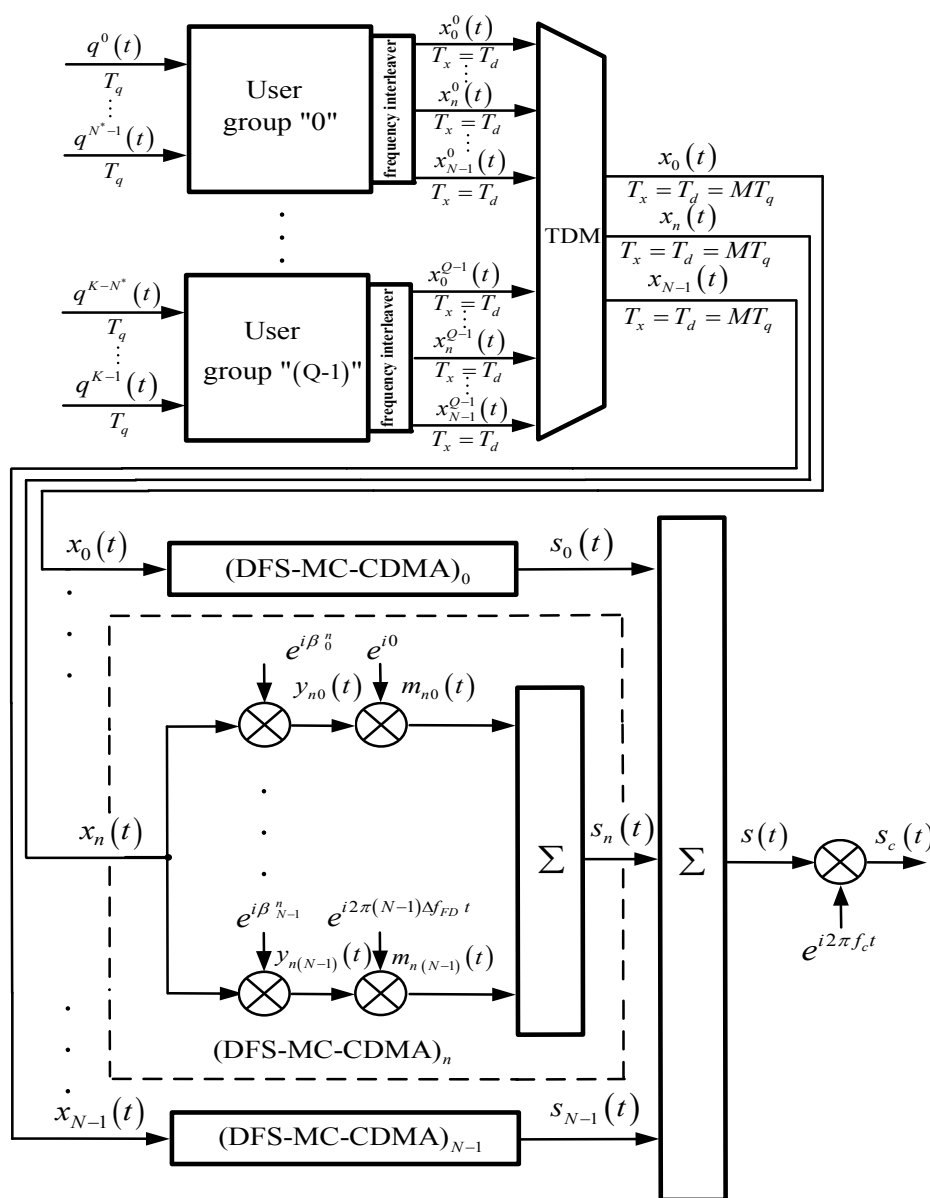 q^0(t)
T_q
q^{N^*-1}(t)
T_q
User
group "0"
frequency interleaver
x_0^0(t)
T_x = T_d
x_n^0(t)
T_x = T_d
x_{N-1}^0(t)
T_x = T_d
q^{K-N^*}(t)
T_q
q^{K-1}(t)
T_q
User
group "(Q-1)"
frequency interleaver
x_0^{Q-1}(t)
T_x = T_d
x_n^{Q-1}(t)
T_x = T_d
x_{N-1}^{Q-1}(t)
T_x = T_d
TDM
x_0(t)
T_x = T_d = MT_q
x_n(t)
T_x = T_d = MT_q
x_{N-1}(t)
T_x = T_d = MT_q
x_0(t)
(DFS-MC-CDMA)_0
s_0(t)
e^{iβ_0^n}
e^{i0}
y_{n0}(t)
m_{n0}(t)
x_n(t)
Σ
s_n(t)
Σ
s(t)
s_c(t)
e^{i2πf_c t}
e^{iβ_{N-1}^n}
e^{i2π(N-1)Δf_{FD} t}
y_{n(N-1)}(t)
m_{n(N-1)}(t)
(DFS-MC-CDMA)_n
x_{N-1}(t)
(DFS-MC-CDMA)_{N-1}
s_{N-1}(t)